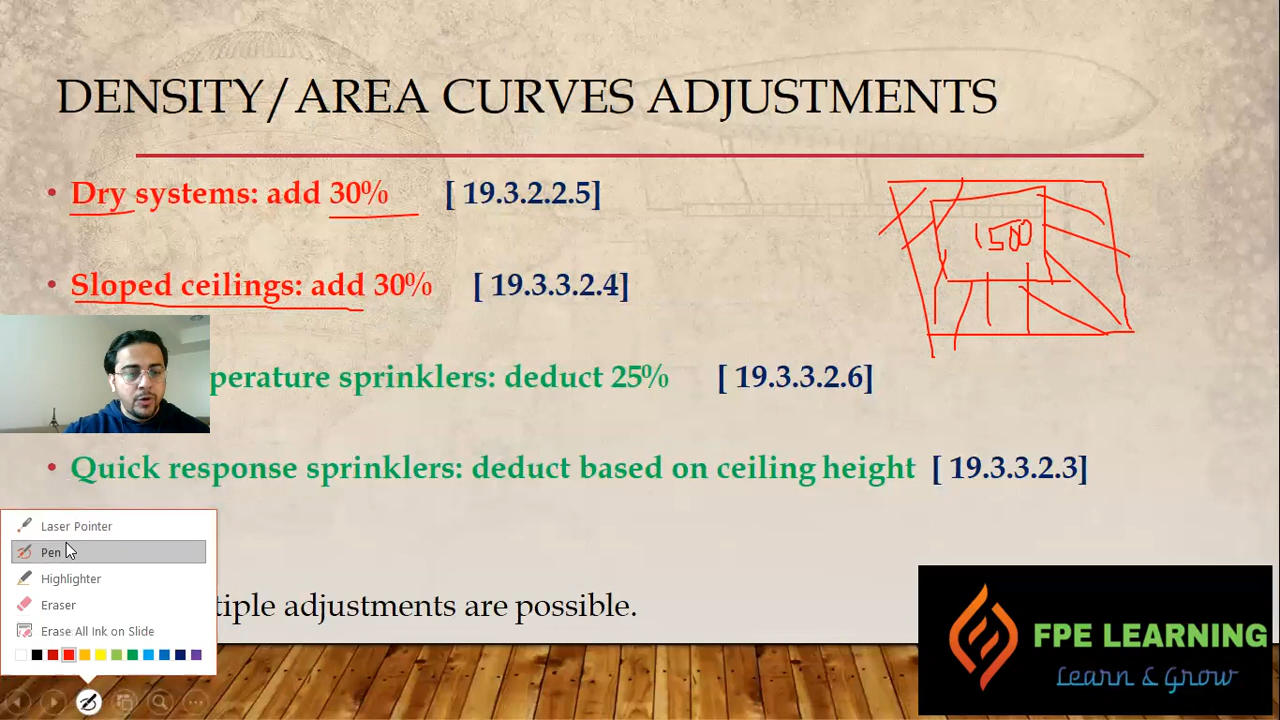 DENSITY/AREA CURVES ADJUSTMENTS
• Dry systems: add 30% [ 19.3.2.2.5]
1500
• Sloped ceilings: add 30% [ 19.3.3.2.4]
perature sprinklers: deduct 25% [ 19.3.3.2.6]
• Quick response sprinklers: deduct based on ceiling height [ 19.3.3.2.3]
Laser Pointer
Pen
Highlighter
Eraser
Erase All Ink on Slide
tiple adjustments are possible.
FPE LEARNING
Learn & Grow